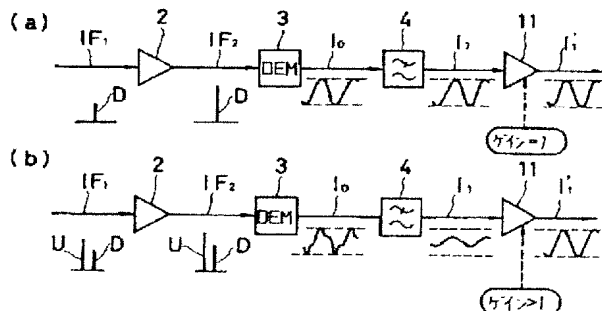 (a)
2 3 4 11
IF₁ IF₂ DEM I₀ I₁ I₁'
D D
ゲイン=1
(b)
2 3 4 11
IF₁ IF₂ DEM I₀ I₁ I₁'
U D U D
ゲイン>1